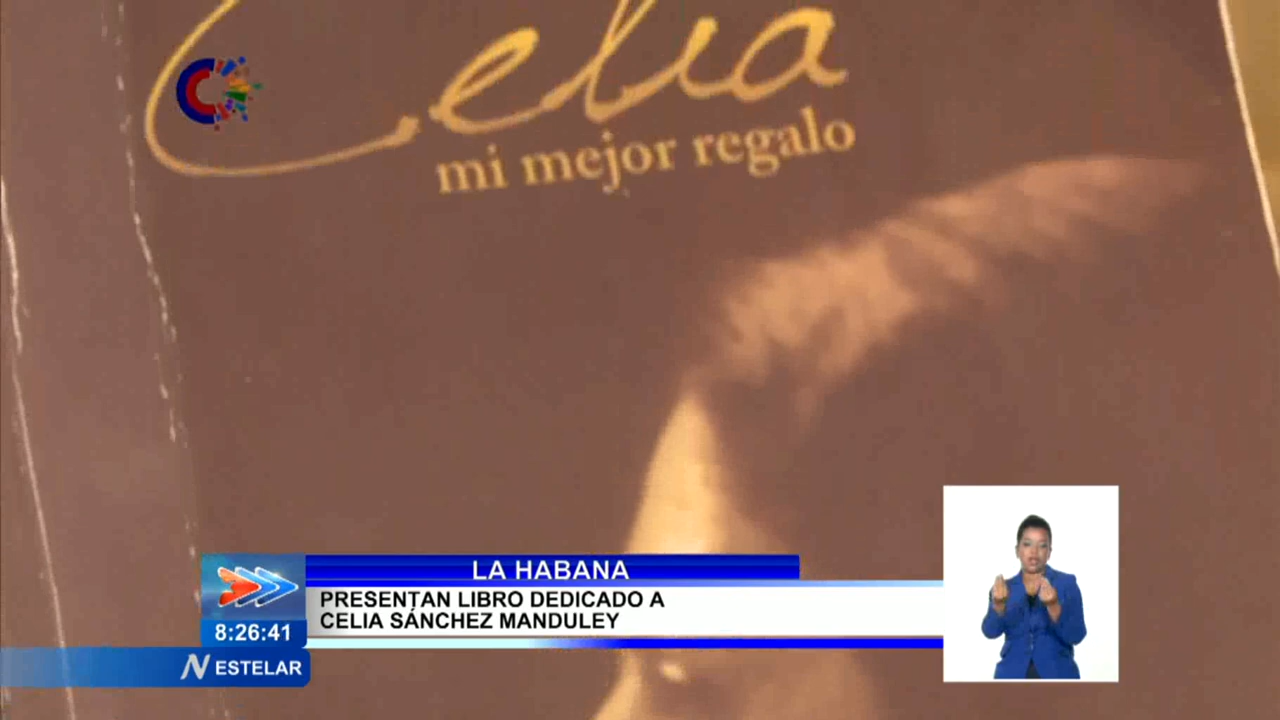 Celia
mi mejor regalo
LA HABANA
PRESENTAN LIBRO DEDICADO A
CELIA SÁNCHEZ MANDULEY
8:26:41
N ESTELAR